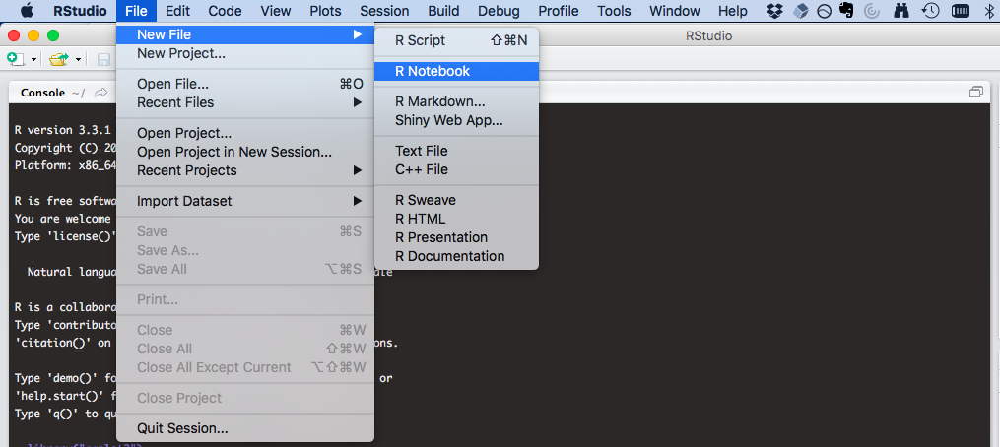 RStudio File Edit Code View Plots Session Build Debug Profile Tools Window Help
RStudio
New File
New Project...
Open File... ⌘O
Recent Files
Open Project...
Open Project in New Session...
Recent Projects
Import Dataset
Save ⌘S
Save As...
Save All ⌥⌘S
Print...
Close ⌘W
Close All ⇧⌘W
Close All Except Current ⌥⇧⌘W
Close Project
Quit Session...
R Script ⇧⌘N
R Notebook
R Markdown...
Shiny Web App...
Text File
C++ File
R Sweave
R HTML
R Presentation
R Documentation
Console ~/
R version 3.3.1
Copyright (C) 20
Platform: x86_64
R is free softwa
You are welcome
Type 'license()'
Natural langua
R is a collabora
Type 'contributo
'citation()' on ons.
Type 'demo()' fo or
'help.start()' f
Type 'q()' to qu